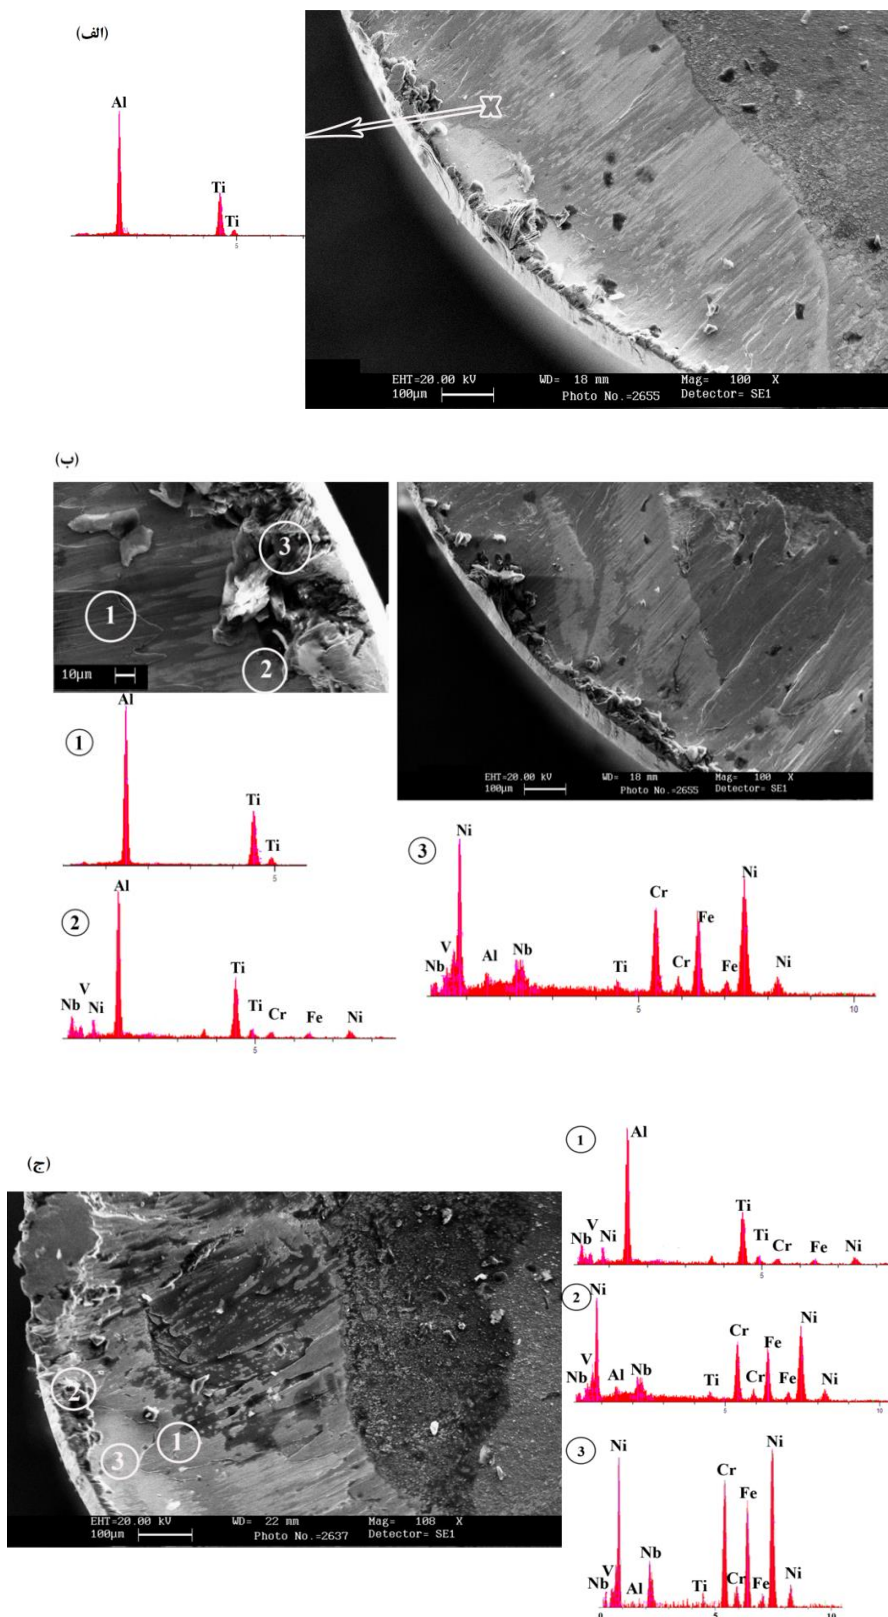 (الف)
Al
Ti
Ti
5
EHT=20.00 kV WD= 18 mm Mag= 100 X
100µm Photo No.=2655 Detector= SE1
(ب)
1
2
3
10µm
EHT=20.00 kV WD= 18 mm Mag= 100 X
100µm Photo No.=2655 Detector= SE1
1
Al
Ti
Ti
5
2
Al
Nb
V
Ni
Ti
Ti
Cr
Fe
Ni
5
3
Ni
Nb
V
Al
Nb
Ti
Cr
Cr
Fe
Fe
Ni
Ni
5
10
(ج)
2
3
1
EHT=20.00 kV WD= 22 mm Mag= 108 X
100µm Photo No.=2637 Detector= SE1
1
Al
Nb
V
Ni
Ti
Ti
Cr
Fe
Ni
5
2
Ni
Nb
V
Al
Nb
Ti
Cr
Cr
Fe
Fe
Ni
Ni
5
10
3
Ni
Nb
V
Al
Nb
Ti
Cr
Cr
Fe
Fe
Ni
Ni
0
5
10